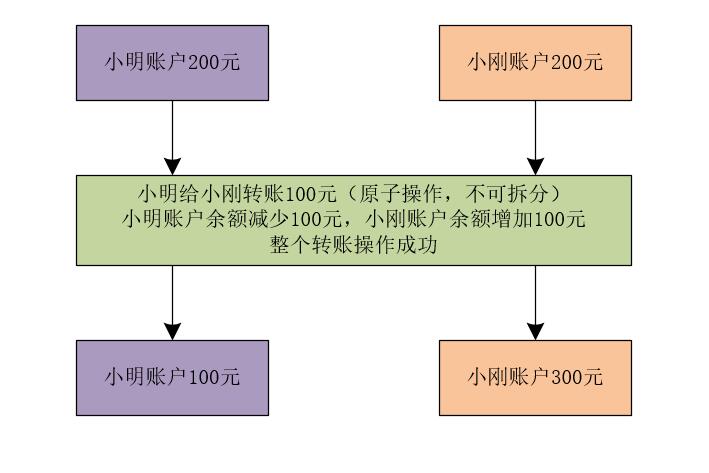 小明账户200元
小刚账户200元
小明给小刚转账100元（原子操作，不可拆分）
小明账户余额减少100元，小刚账户余额增加100元
整个转账操作成功
小明账户100元
小刚账户300元